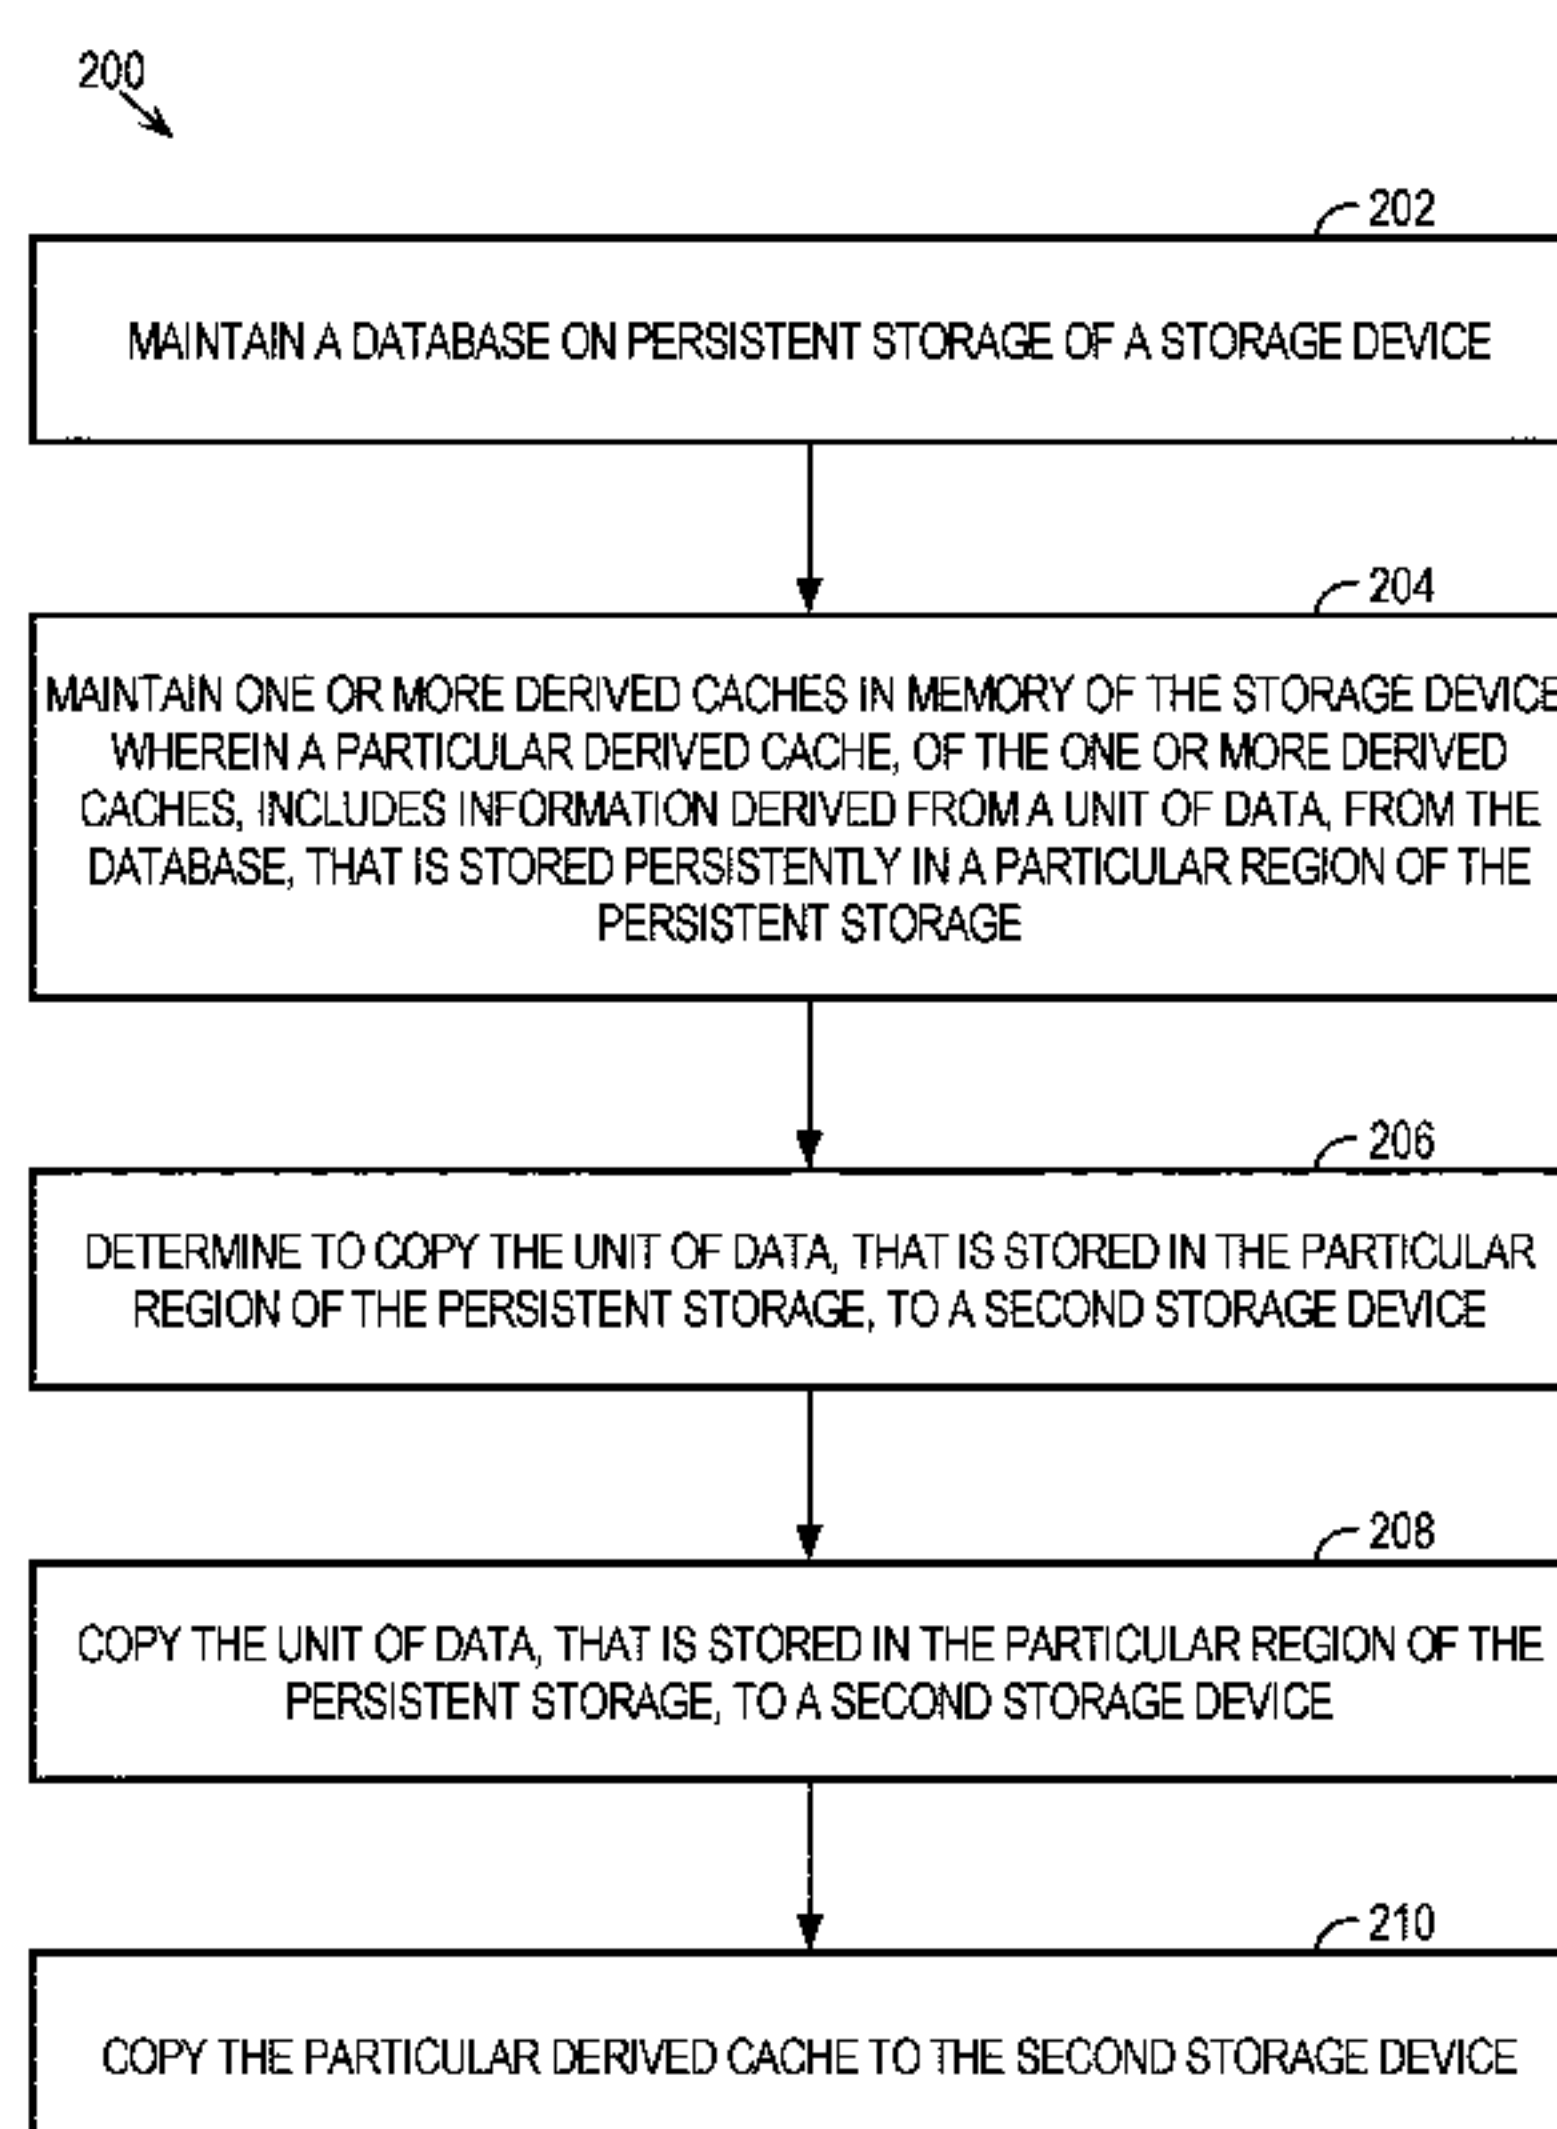 200
202
MAINTAIN A DATABASE ON PERSISTENT STORAGE OF A STORAGE DEVICE
204
MAINTAIN ONE OR MORE DERIVED CACHES IN MEMORY OF THE STORAGE DEVICE
WHEREIN A PARTICULAR DERIVED CACHE, OF THE ONE OR MORE DERIVED
CACHES, INCLUDES INFORMATION DERIVED FROM A UNIT OF DATA, FROM THE
DATABASE, THAT IS STORED PERSISTENTLY IN A PARTICULAR REGION OF THE
PERSISTENT STORAGE
206
DETERMINE TO COPY THE UNIT OF DATA, THAT IS STORED IN THE PARTICULAR
REGION OF THE PERSISTENT STORAGE, TO A SECOND STORAGE DEVICE
208
COPY THE UNIT OF DATA, THAT IS STORED IN THE PARTICULAR REGION OF THE
PERSISTENT STORAGE, TO A SECOND STORAGE DEVICE
210
COPY THE PARTICULAR DERIVED CACHE TO THE SECOND STORAGE DEVICE